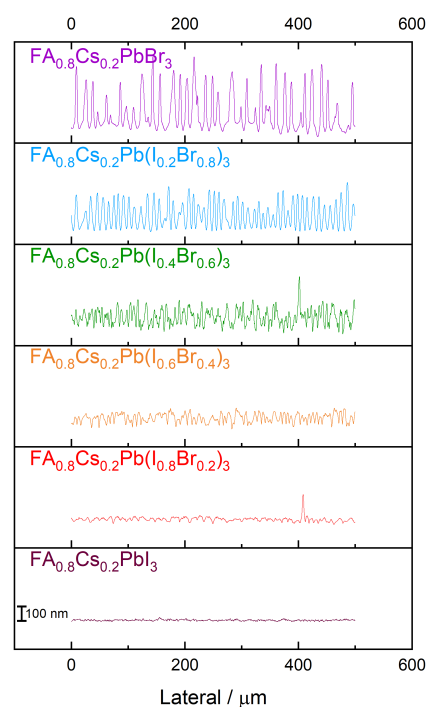 0 200 400 600
FA0.8Cs0.2PbBr3
FA0.8Cs0.2Pb(I0.2Br0.8)3
FA0.8Cs0.2Pb(I0.4Br0.6)3
FA0.8Cs0.2Pb(I0.6Br0.4)3
FA0.8Cs0.2Pb(I0.8Br0.2)3
FA0.8Cs0.2PbI3
100 nm
0 200 400 600
Lateral / μm